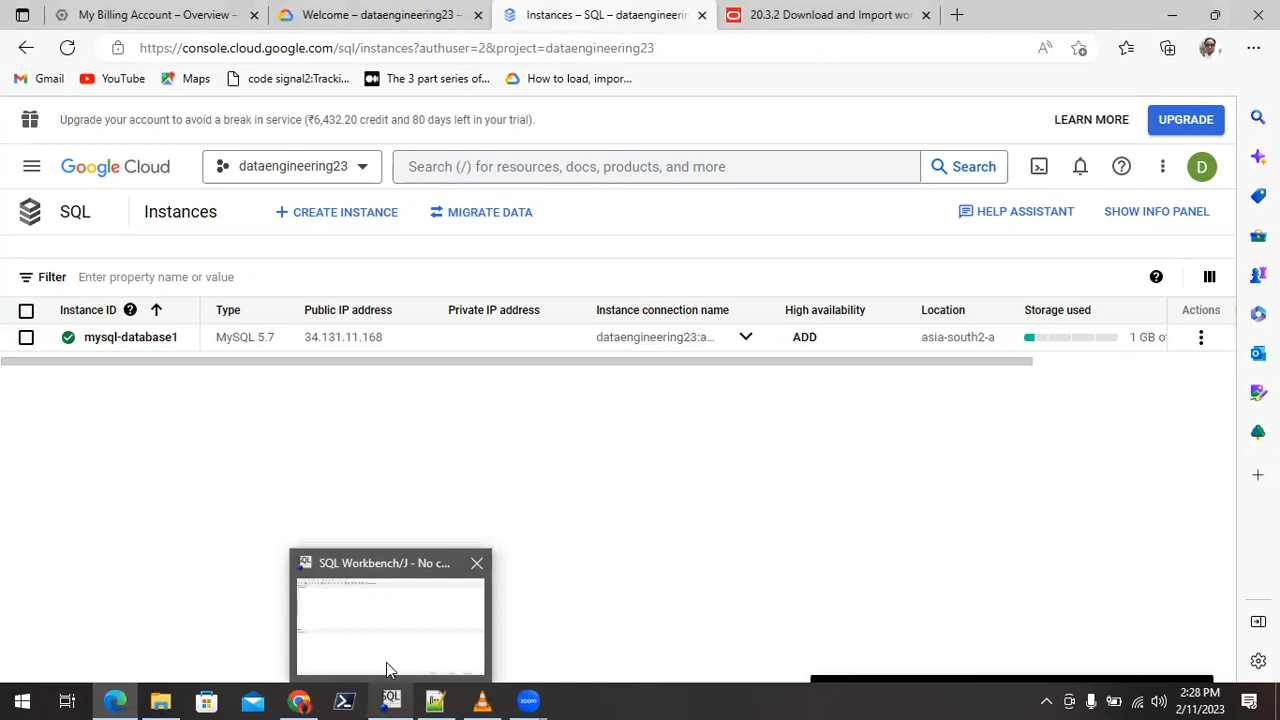 My Billing Account – Overview –
Welcome – dataengineering23 –
Instances – SQL – dataengineerin
20.3.2 Download and Import wor
https://console.cloud.google.com/sql/instances?authuser=2&project=dataengineering23
Gmail
YouTube
Maps
code signal2:Tracki...
The 3 part series of...
How to load, impor...
Upgrade your account to avoid a break in service (₹6,432.20 credit and 80 days left in your trial).
LEARN MORE
UPGRADE
Google Cloud
dataengineering23
Search (/) for resources, docs, products, and more
Search
D
SQL
Instances
CREATE INSTANCE
MIGRATE DATA
HELP ASSISTANT
SHOW INFO PANEL
Filter
Enter property name or value
Instance ID
Type
Public IP address
Private IP address
Instance connection name
High availability
Location
Storage used
Actions
mysql-database1
MySQL 5.7
34.131.11.168
dataengineering23:a...
ADD
asia-south2-a
1 GB of
SQL Workbench/J - No c...
SQL
zoom
2:28 PM
2/11/2023